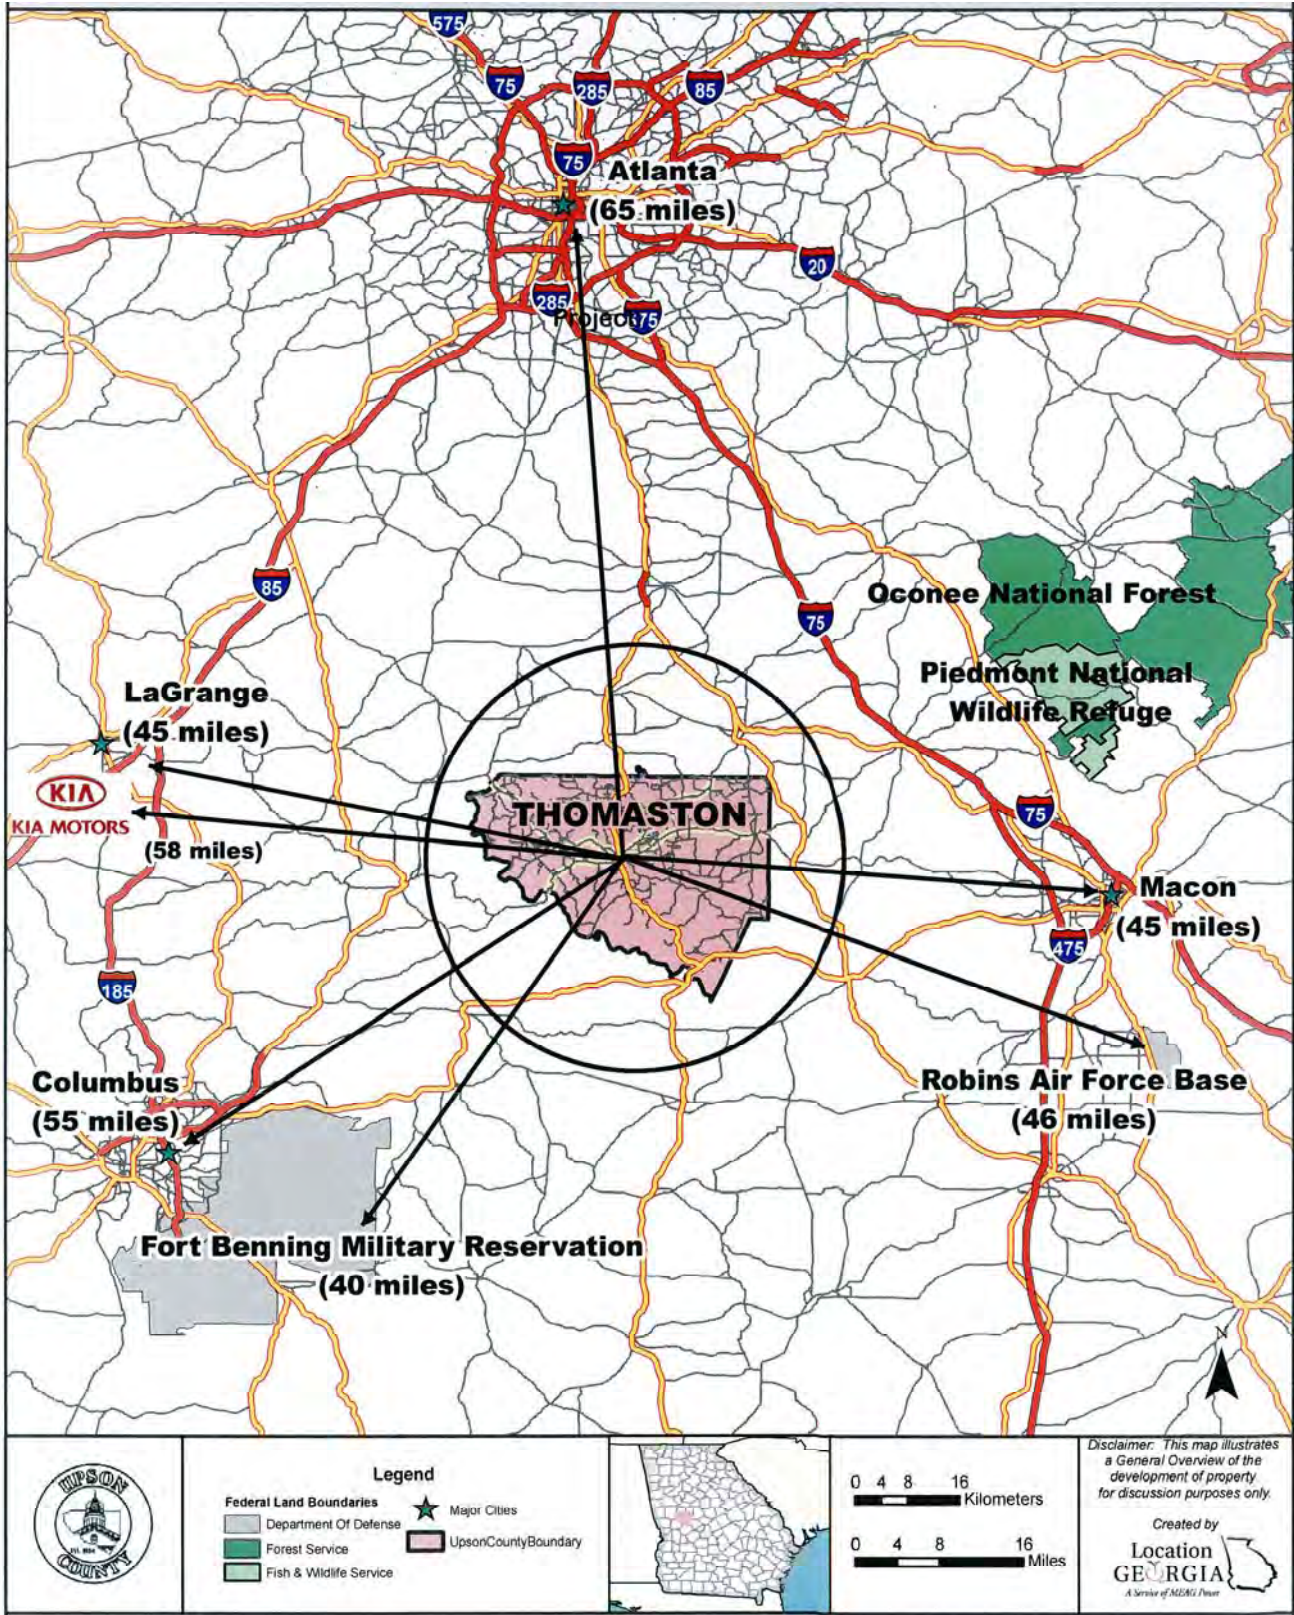 575
75
285
85
75
Atlanta
(65 miles)
20
285
Project
675
85
75
Oconee National Forest
Piedmont National
Wildlife Refuge
LaGrange
(45 miles)
KIA
KIA MOTORS
(58 miles)
THOMASTON
75
Macon
(45 miles)
475
185
Columbus
(55 miles)
Robins Air Force Base
(46 miles)
Fort Benning Military Reservation
(40 miles)
N
UPSON
COUNTY
Legend
Federal Land Boundaries
Department Of Defense
Forest Service
Fish & Wildlife Service
Major Cities
UpsonCountyBoundary
0 4 8 16
Kilometers
0 4 8 16
Miles
Disclaimer: This map illustrates
a General Overview of the
development of property
for discussion purposes only.
Created by
Location
GEORGIA
A Service of MEAG Power